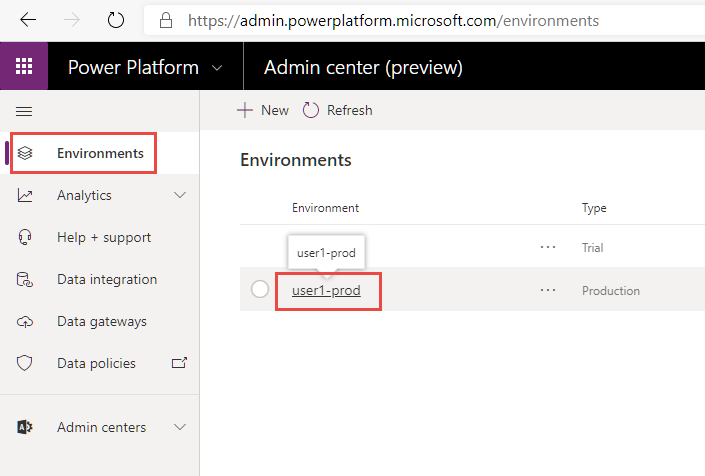 https://admin.powerplatform.microsoft.com/environments
Power Platform
Admin center (preview)
New
Refresh
Environments
Analytics
Help + support
Data integration
Data gateways
Data policies
Admin centers
Environments
Environment
Type
Trial
user1-prod
user1-prod
Production